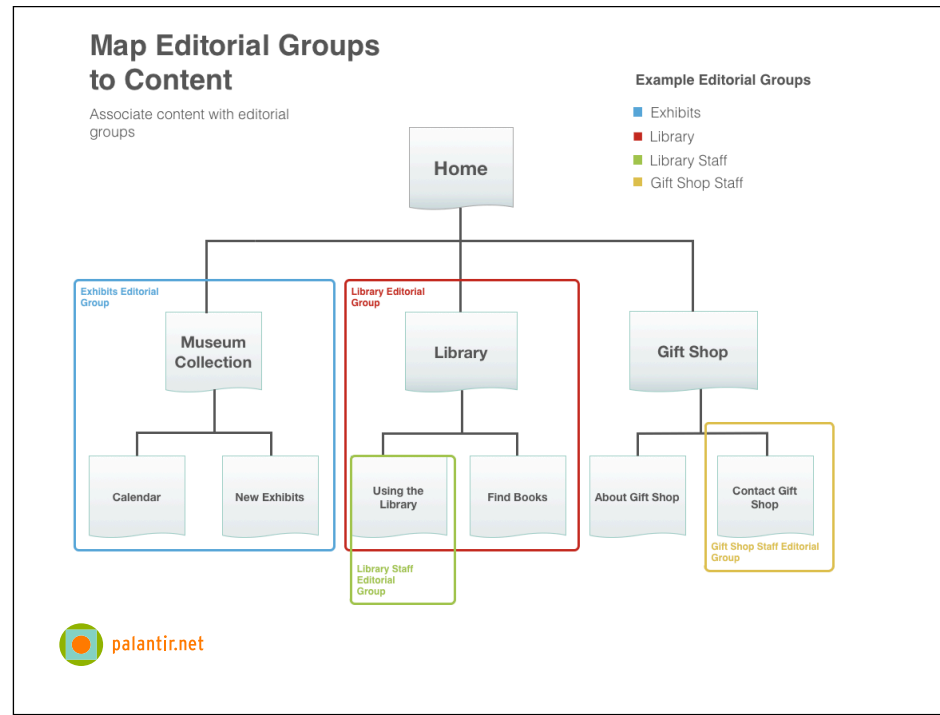 Map Editorial Groups
to Content
Associate content with editorial
groups
Example Editorial Groups
Exhibits
Library
Library Staff
Gift Shop Staff
Home
Exhibits Editorial
Group
Library Editorial
Group
Museum
Collection
Library
Gift Shop
Calendar
New Exhibits
Using the
Library
Find Books
About Gift Shop
Contact Gift
Shop
Library Staff
Editorial
Group
Gift Shop Staff Editorial
Group
palantir.net